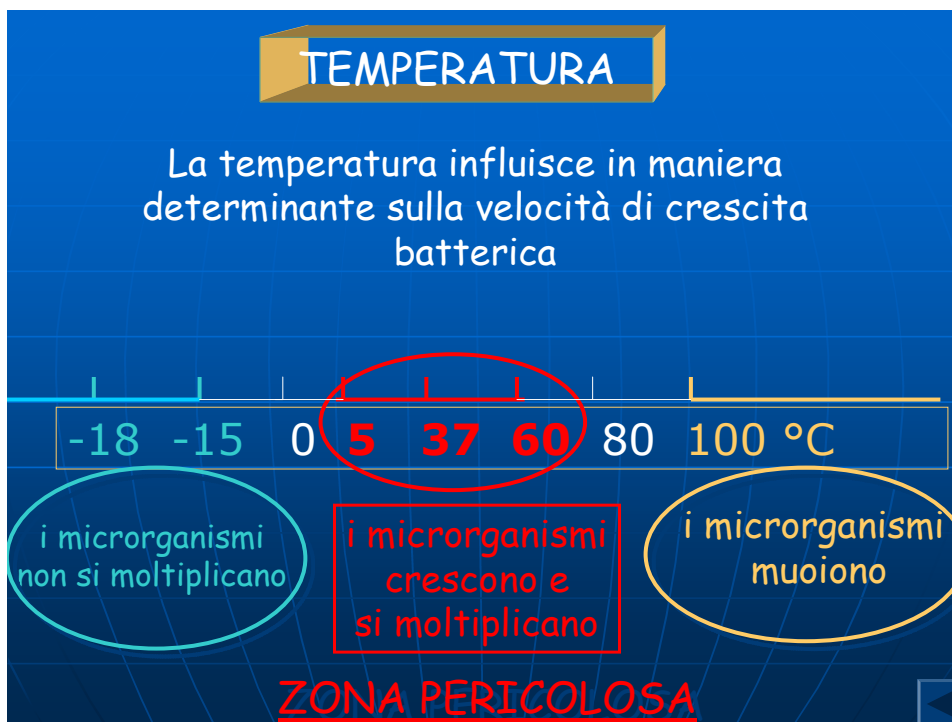 TEMPERATURA
La temperatura influisce in maniera
determinante sulla velocità di crescita
batterica
-18 -15 0 5 37 60 80 100 °C
i microrganismi
non si moltiplicano
i microrganismi
crescono e
si moltiplicano
i microrganismi
muoiono
ZONA PERICOLOSA